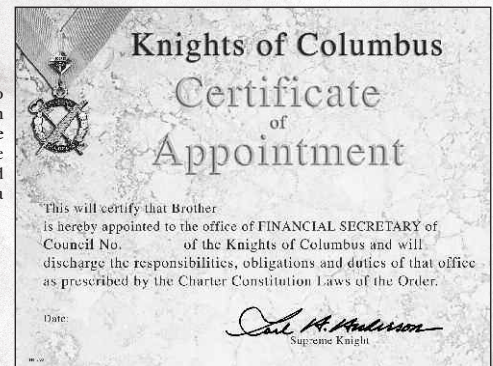 Knights of Columbus
Certificate
of
Appointment
This will certify that Brother
is hereby appointed to the office of FINANCIAL SECRETARY of
Council No. of the Knights of Columbus and will
discharge the responsibilities, obligations and duties of that office
as prescribed by the Charter Constitution Laws of the Order.
Date:
Carl A. Anderson
Supreme Knight